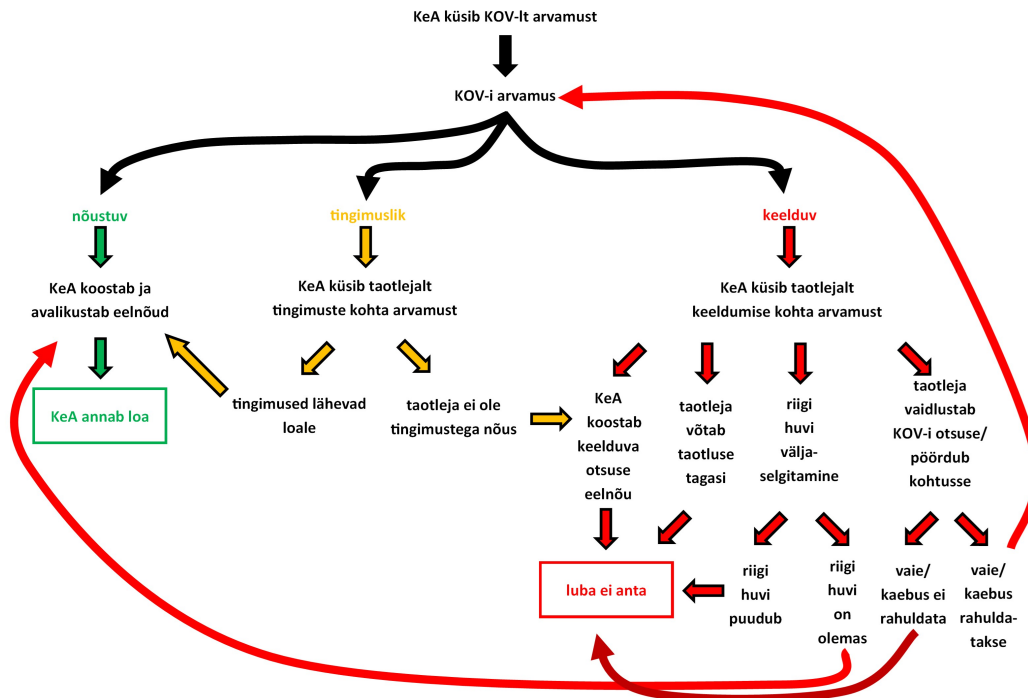 KeA küsib KOV-lt arvamust
KOV-i arvamus
nõustuv
tingimuslik
keelduv
KeA koostab ja
avalikustab eelnõud
KeA küsib taotlejalt
tingimuste kohta arvamust
KeA küsib taotlejalt
keeldumise kohta arvamust
KeA annab loa
tingimused lähevad
loale
taotleja ei ole
tingimustega nõus
KeA
koostab
keelduva
otsuse
eelnõu
taotleja
võtab
taotluse
tagasi
riigi
huvi
välja-
selgitamine
taotleja
vaidlustab
KOV-i otsuse/
pöördub
kohtusse
luba ei anta
riigi
huvi
puudub
riigi
huvi
on
olemas
vaie/
kaebus ei
rahuldata
vaie/
kaebus
rahulda-
takse